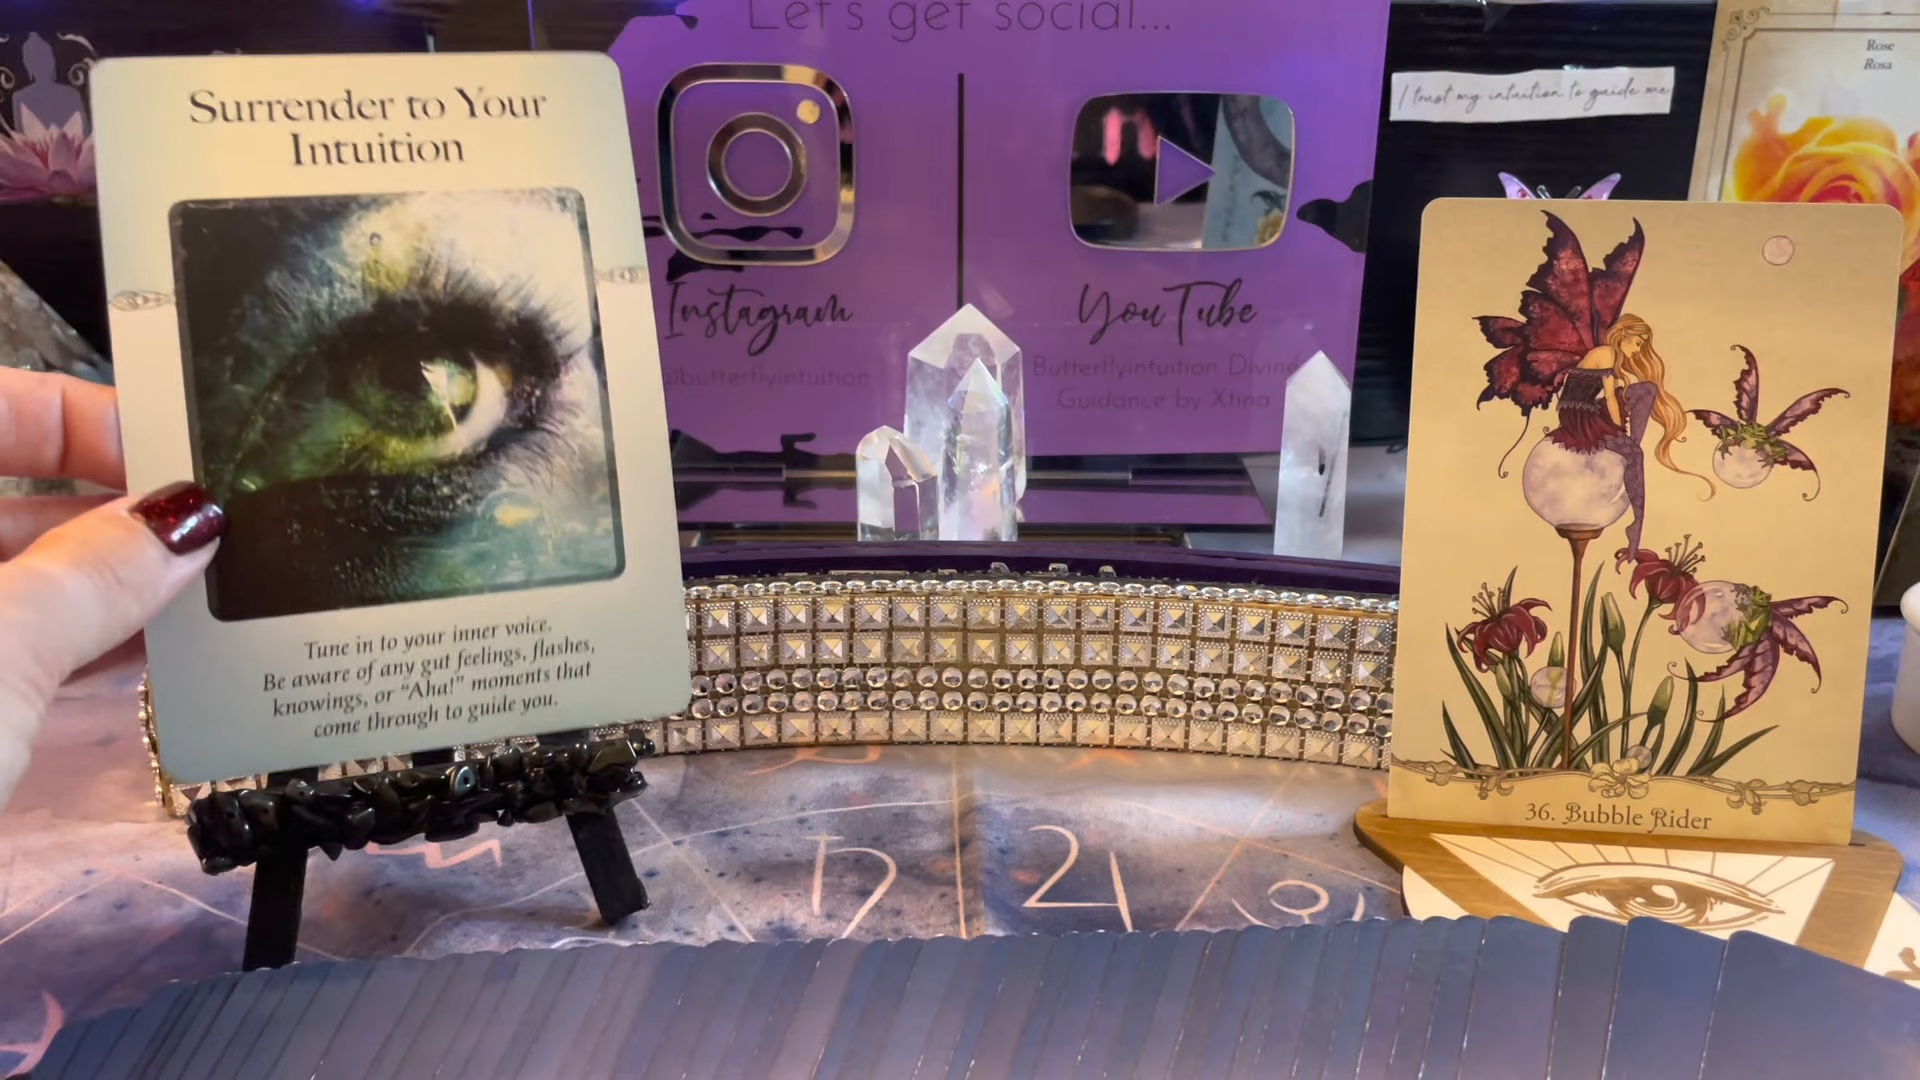 Let's get social...
Surrender to Your
Intuition
Tune in to your inner voice.
Be aware of any gut feelings, flashes,
knowings, or “Aha!” moments that
come through to guide you.
Instagram
@butterflyintuition
YouTube
Butterflyintuition Divine
Guidance by Xtina
I trust my intuition to guide me
Rose
Rosa
36. Bubble Rider